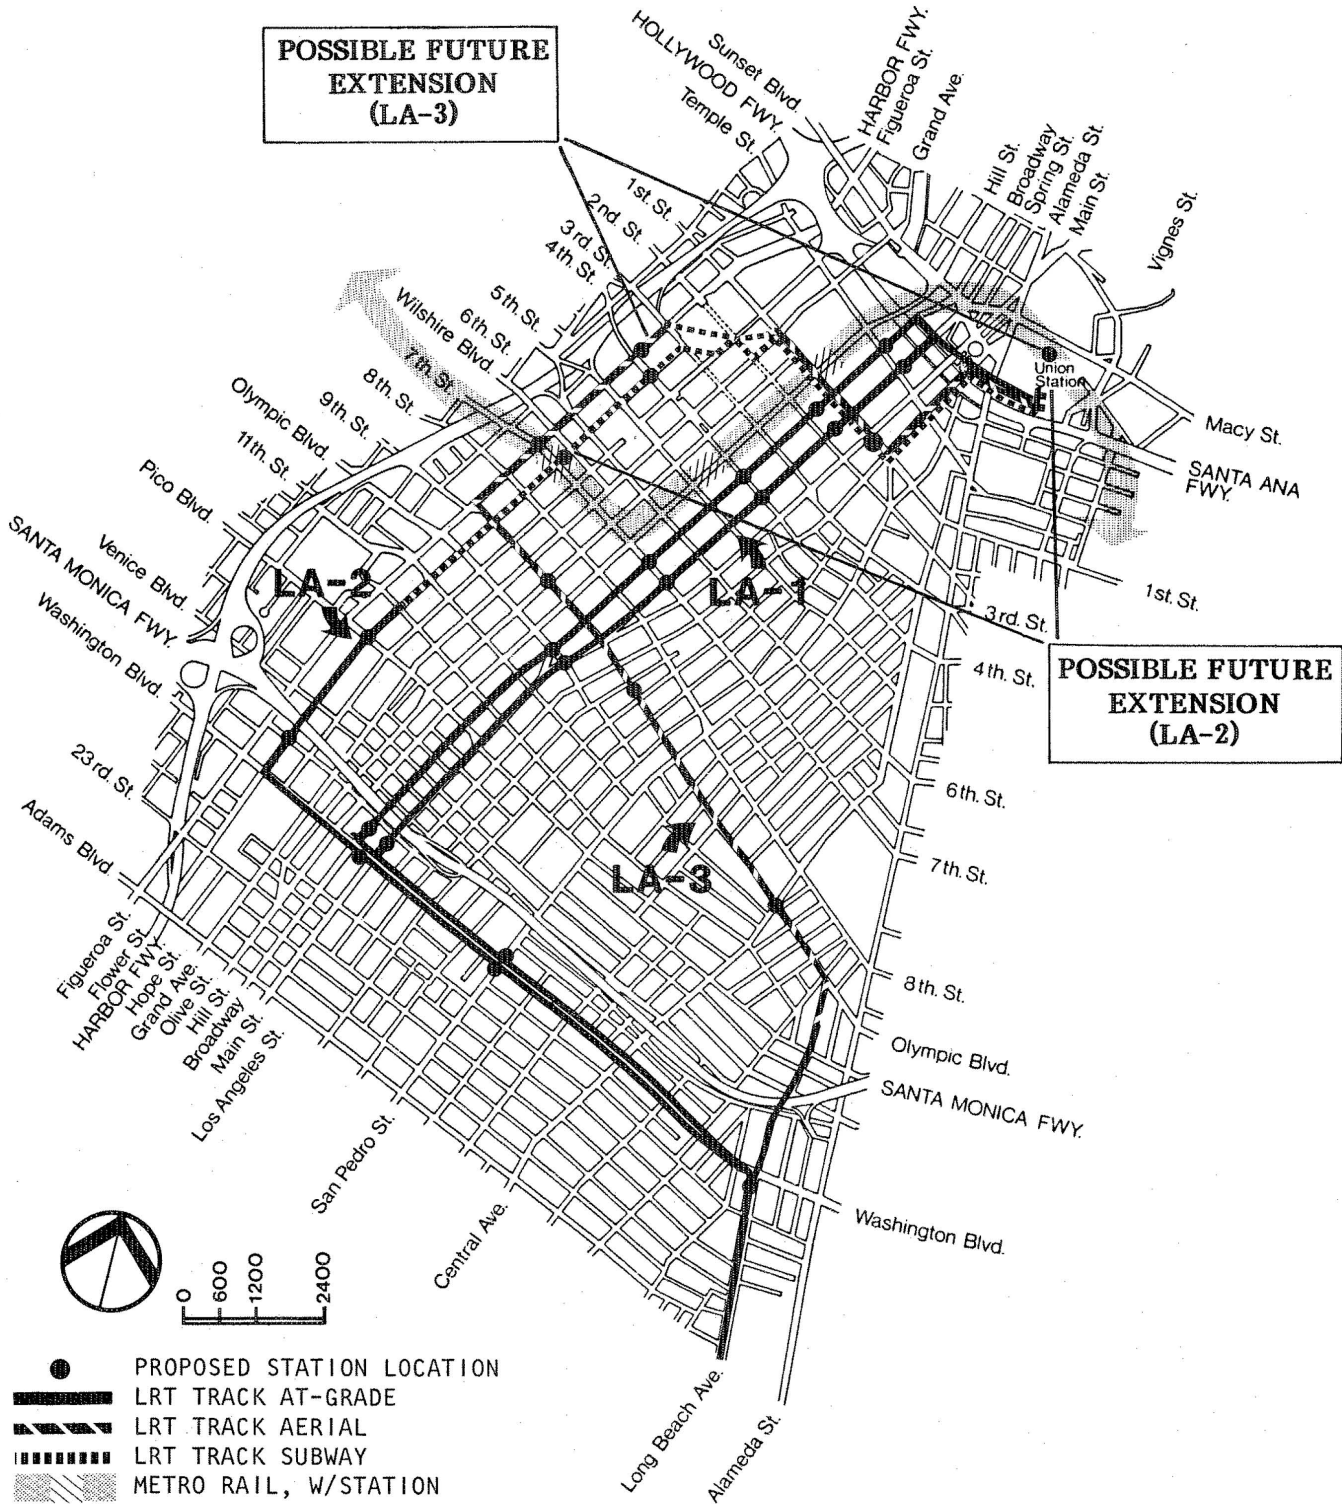 POSSIBLE FUTURE
EXTENSION
(LA-3)
Sunset Blvd.
HOLLYWOOD FWY.
Temple St.
HARBOR FWY.
Figueroa St.
Grand Ave.
Hill St.
Broadway
Spring St.
Alameda St.
Main St.
Vignes St.
1st. St.
2nd. St.
3rd. St.
4th. St.
5th. St.
6th. St.
Wilshire Blvd.
7th. St
8th. St.
9th. St.
Olympic Blvd.
11th. St.
Pico Blvd.
Venice Blvd.
SANTA MONICA FWY.
Washington Blvd.
23rd. St.
Adams Blvd.
Union
Station
Macy St.
SANTA ANA
FWY.
1st. St.
3rd. St.
4th. St.
LA-2
LA-1
LA-3
POSSIBLE FUTURE
EXTENSION
(LA-2)
6th. St.
7th. St.
8th. St.
Olympic Blvd.
SANTA MONICA FWY.
Washington Blvd.
Figueroa St.
Flower St.
HARBOR FWY.
Hope St.
Grand Ave.
Olive St.
Hill St.
Broadway
Main St.
Los Angeles St.
San Pedro St.
Central Ave.
Long Beach Ave.
Alameda St.
0 600 1200 2400
PROPOSED STATION LOCATION
LRT TRACK AT-GRADE
LRT TRACK AERIAL
LRT TRACK SUBWAY
METRO RAIL, W/STATION